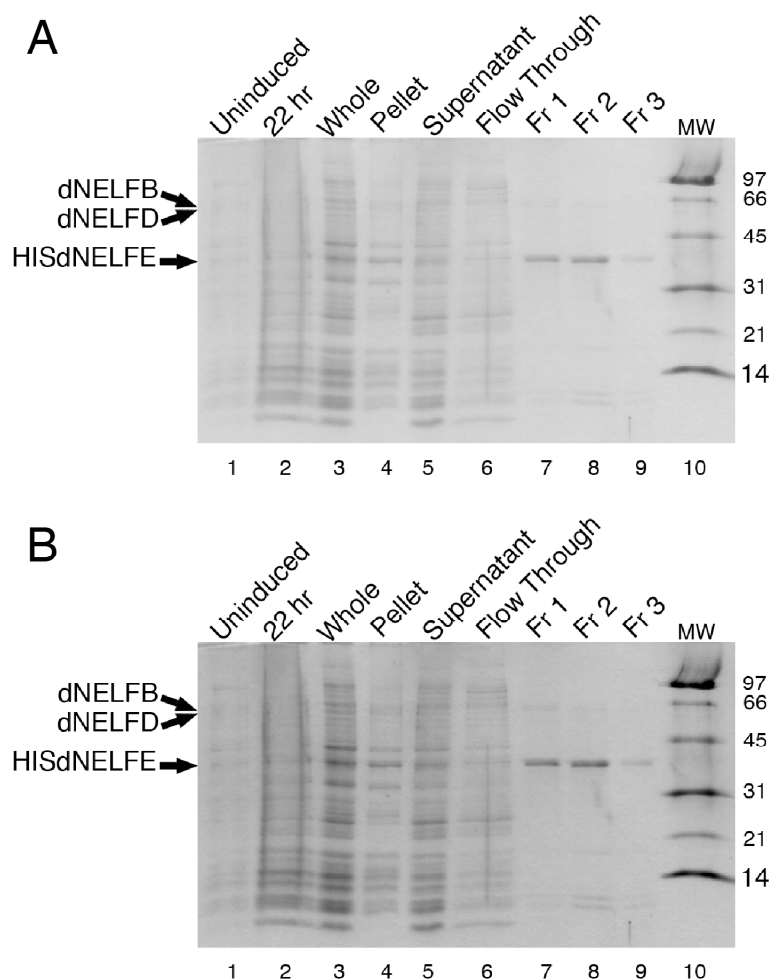 A
Uninduced 22 hr Whole Pellet Supernatant Flow Through Fr 1 Fr 2 Fr 3 MW
dNELFB
dNELFD
HISdNELFE
97
66
45
31
21
14
1 2 3 4 5 6 7 8 9 10
B
Uninduced 22 hr Whole Pellet Supernatant Flow Through Fr 1 Fr 2 Fr 3 MW
dNELFB
dNELFD
HISdNELFE
97
66
45
31
21
14
1 2 3 4 5 6 7 8 9 10